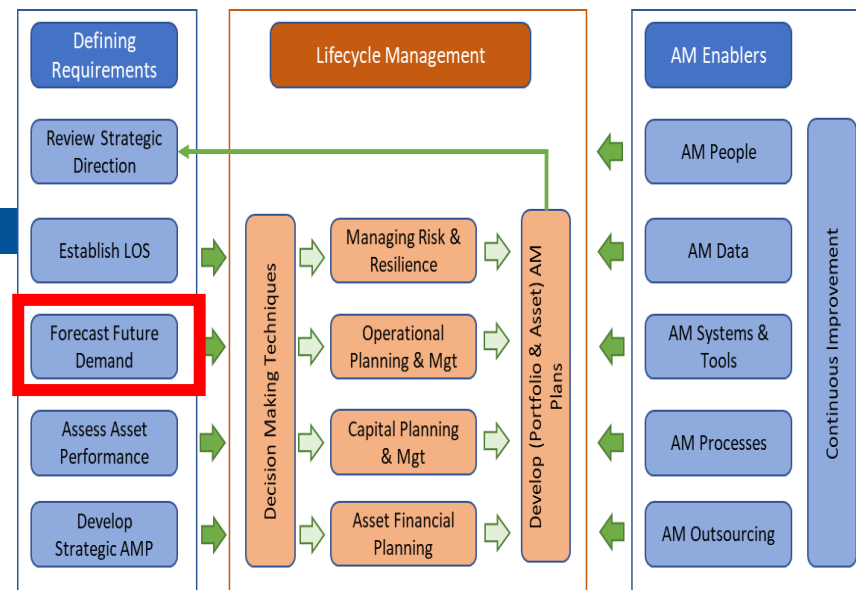 Defining
Requirements
Review Strategic
Direction
Establish LOS
Forecast Future
Demand
Assess Asset
Performance
Develop
Strategic AMP
Lifecycle Management
Decision Making Techniques
Managing Risk &
Resilience
Operational
Planning & Mgt
Capital Planning
& Mgt
Asset Financial
Planning
Develop (Portfolio & Asset) AM
Plans
AM Enablers
AM People
AM Data
AM Systems &
Tools
AM Processes
AM Outsourcing
Continuous Improvement